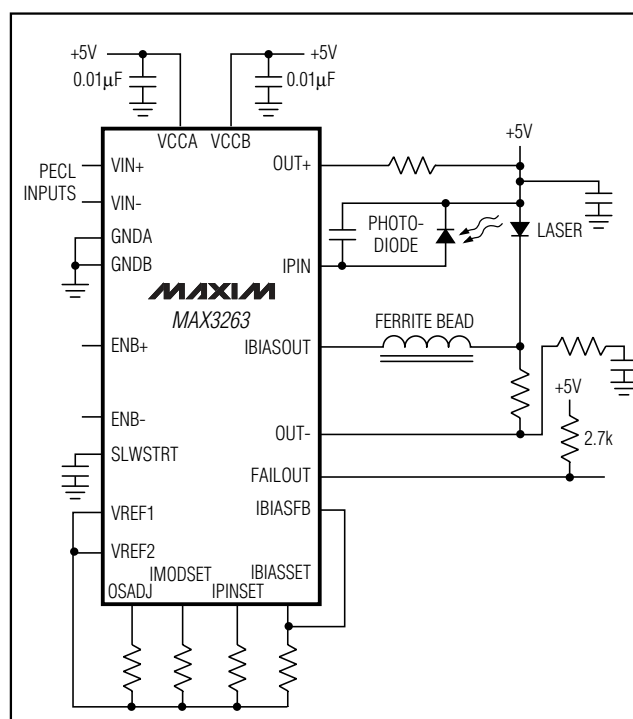 +5V
+5V
0.01µF
0.01µF
VCCA
VCCB
+5V
PECL
INPUTS
VIN+
OUT+
VIN-
PHOTO-
DIODE
LASER
GNDA
GNDB
IPIN
MAXIM
MAX3263
FERRITE BEAD
ENB+
IBIASOUT
+5V
ENB-
OUT-
2.7k
SLWSTRT
FAILOUT
IBIASFB
VREF1
VREF2
IBIASSET
IMODSET
OSADJ
IPINSET